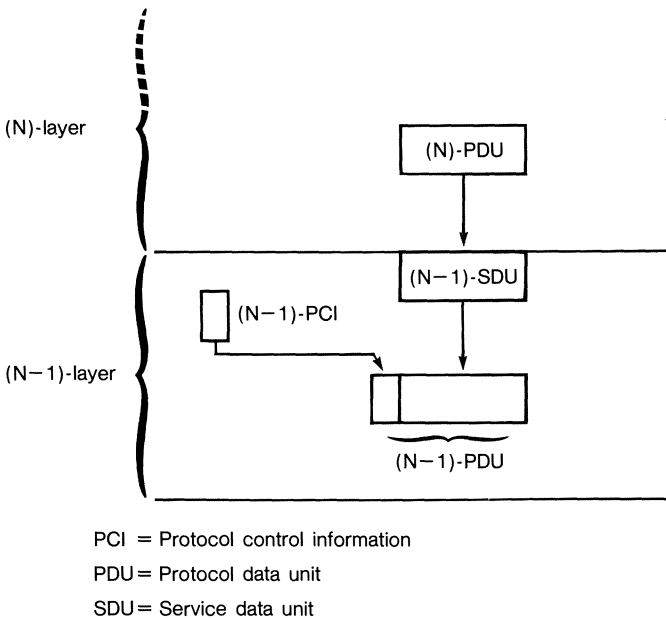 (N)-layer
(N)-PDU
(N−1)-SDU
(N−1)-PCI
(N−1)-layer
(N−1)-PDU
PCI = Protocol control information
PDU = Protocol data unit
SDU = Service data unit